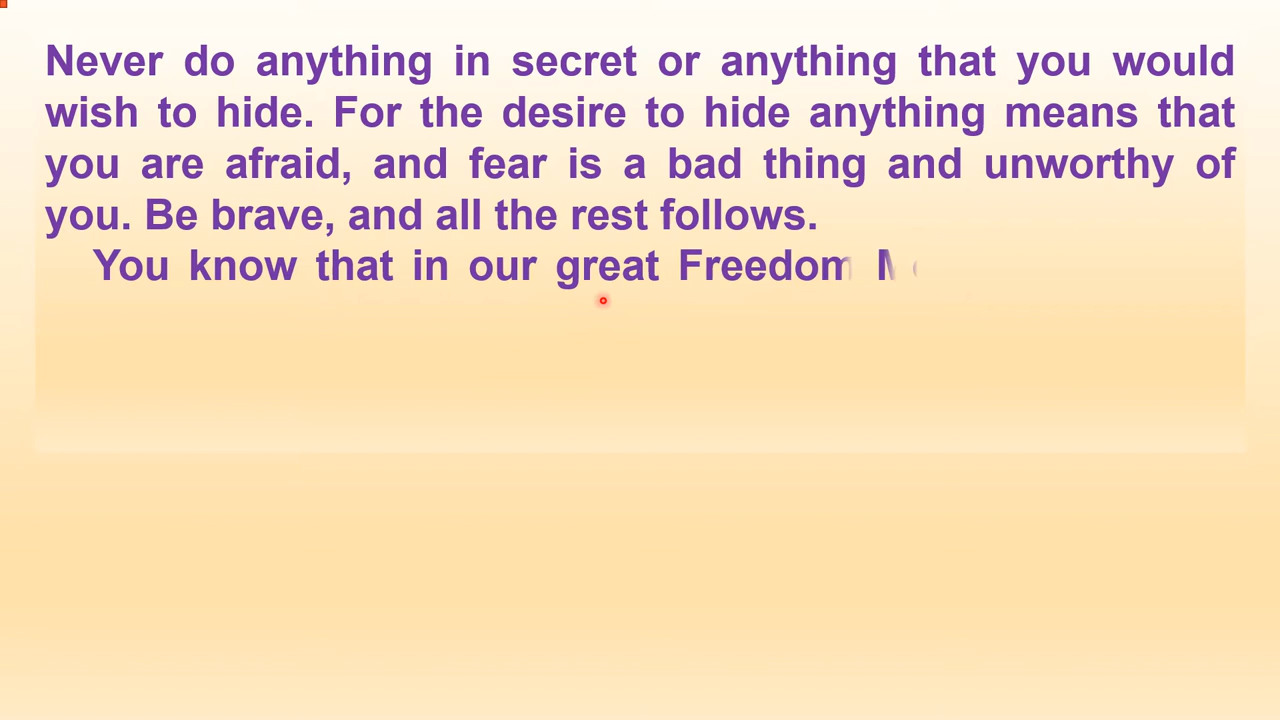 Never do anything in secret or anything that you would
wish to hide. For the desire to hide anything means that
you are afraid, and fear is a bad thing and unworthy of
you. Be brave, and all the rest follows.
You know that in our great Freedom